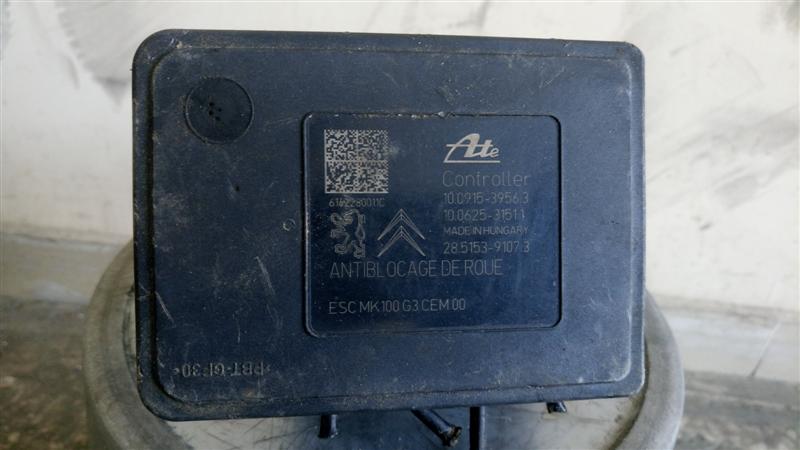 Ate
Controller
10.0915-3956.3
10.0625-3151.1
MADE IN HUNGARY
28.5153-9107.3
6162280011C
ANTIBLOCAGE DE ROUE
ESC MK100 G3 CEM 00
>PBT-GF30<